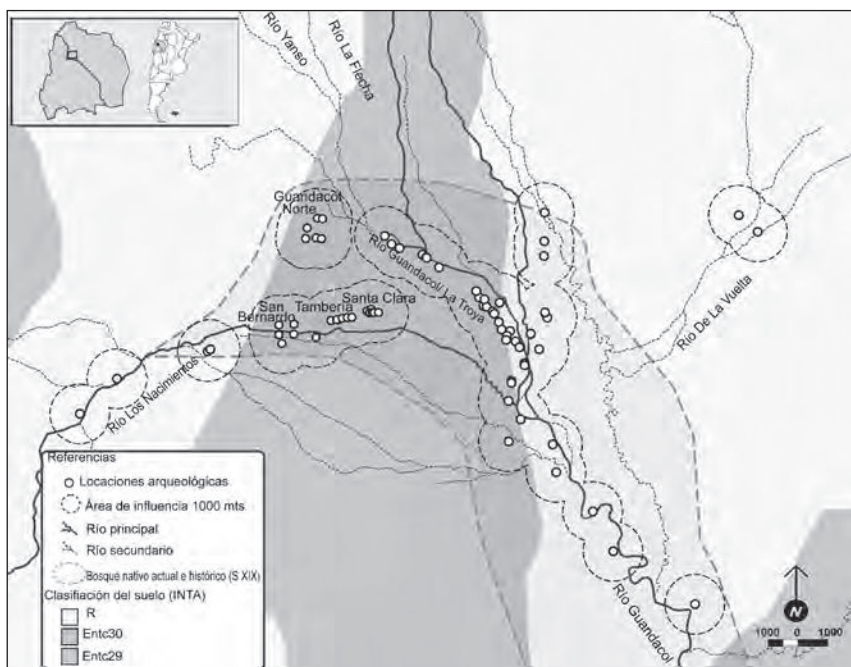 Río Yanso
Río La Flecha
Guandacol
Norte
Río Guandacol/ La Troya
San
Bernardo
Tambería
Santa Clara
Río De La Vuelta
Río Los Nacimientos
Río Guandacol
Referencias
Locaciones arqueológicas
Área de influencia 1000 mts
Río principal
Río secundario
Bosque nativo actual e histórico (S XIX)
Clasifiación del suelo (INTA)
R
Entc30
Entc29
N
1000 0 1000